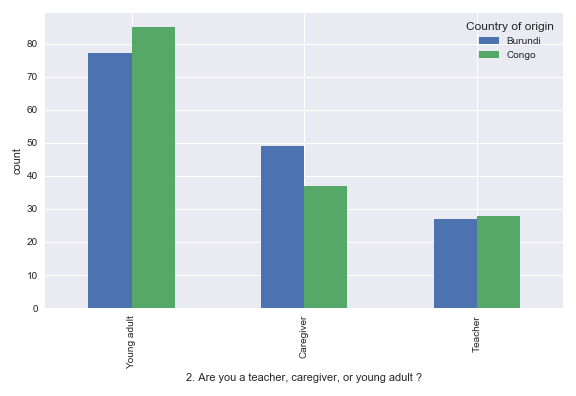 Country of origin
Burundi
Congo
80
70
60
50
40
30
20
10
0
count
Young adult
Caregiver
Teacher
2. Are you a teacher, caregiver, or young adult ?